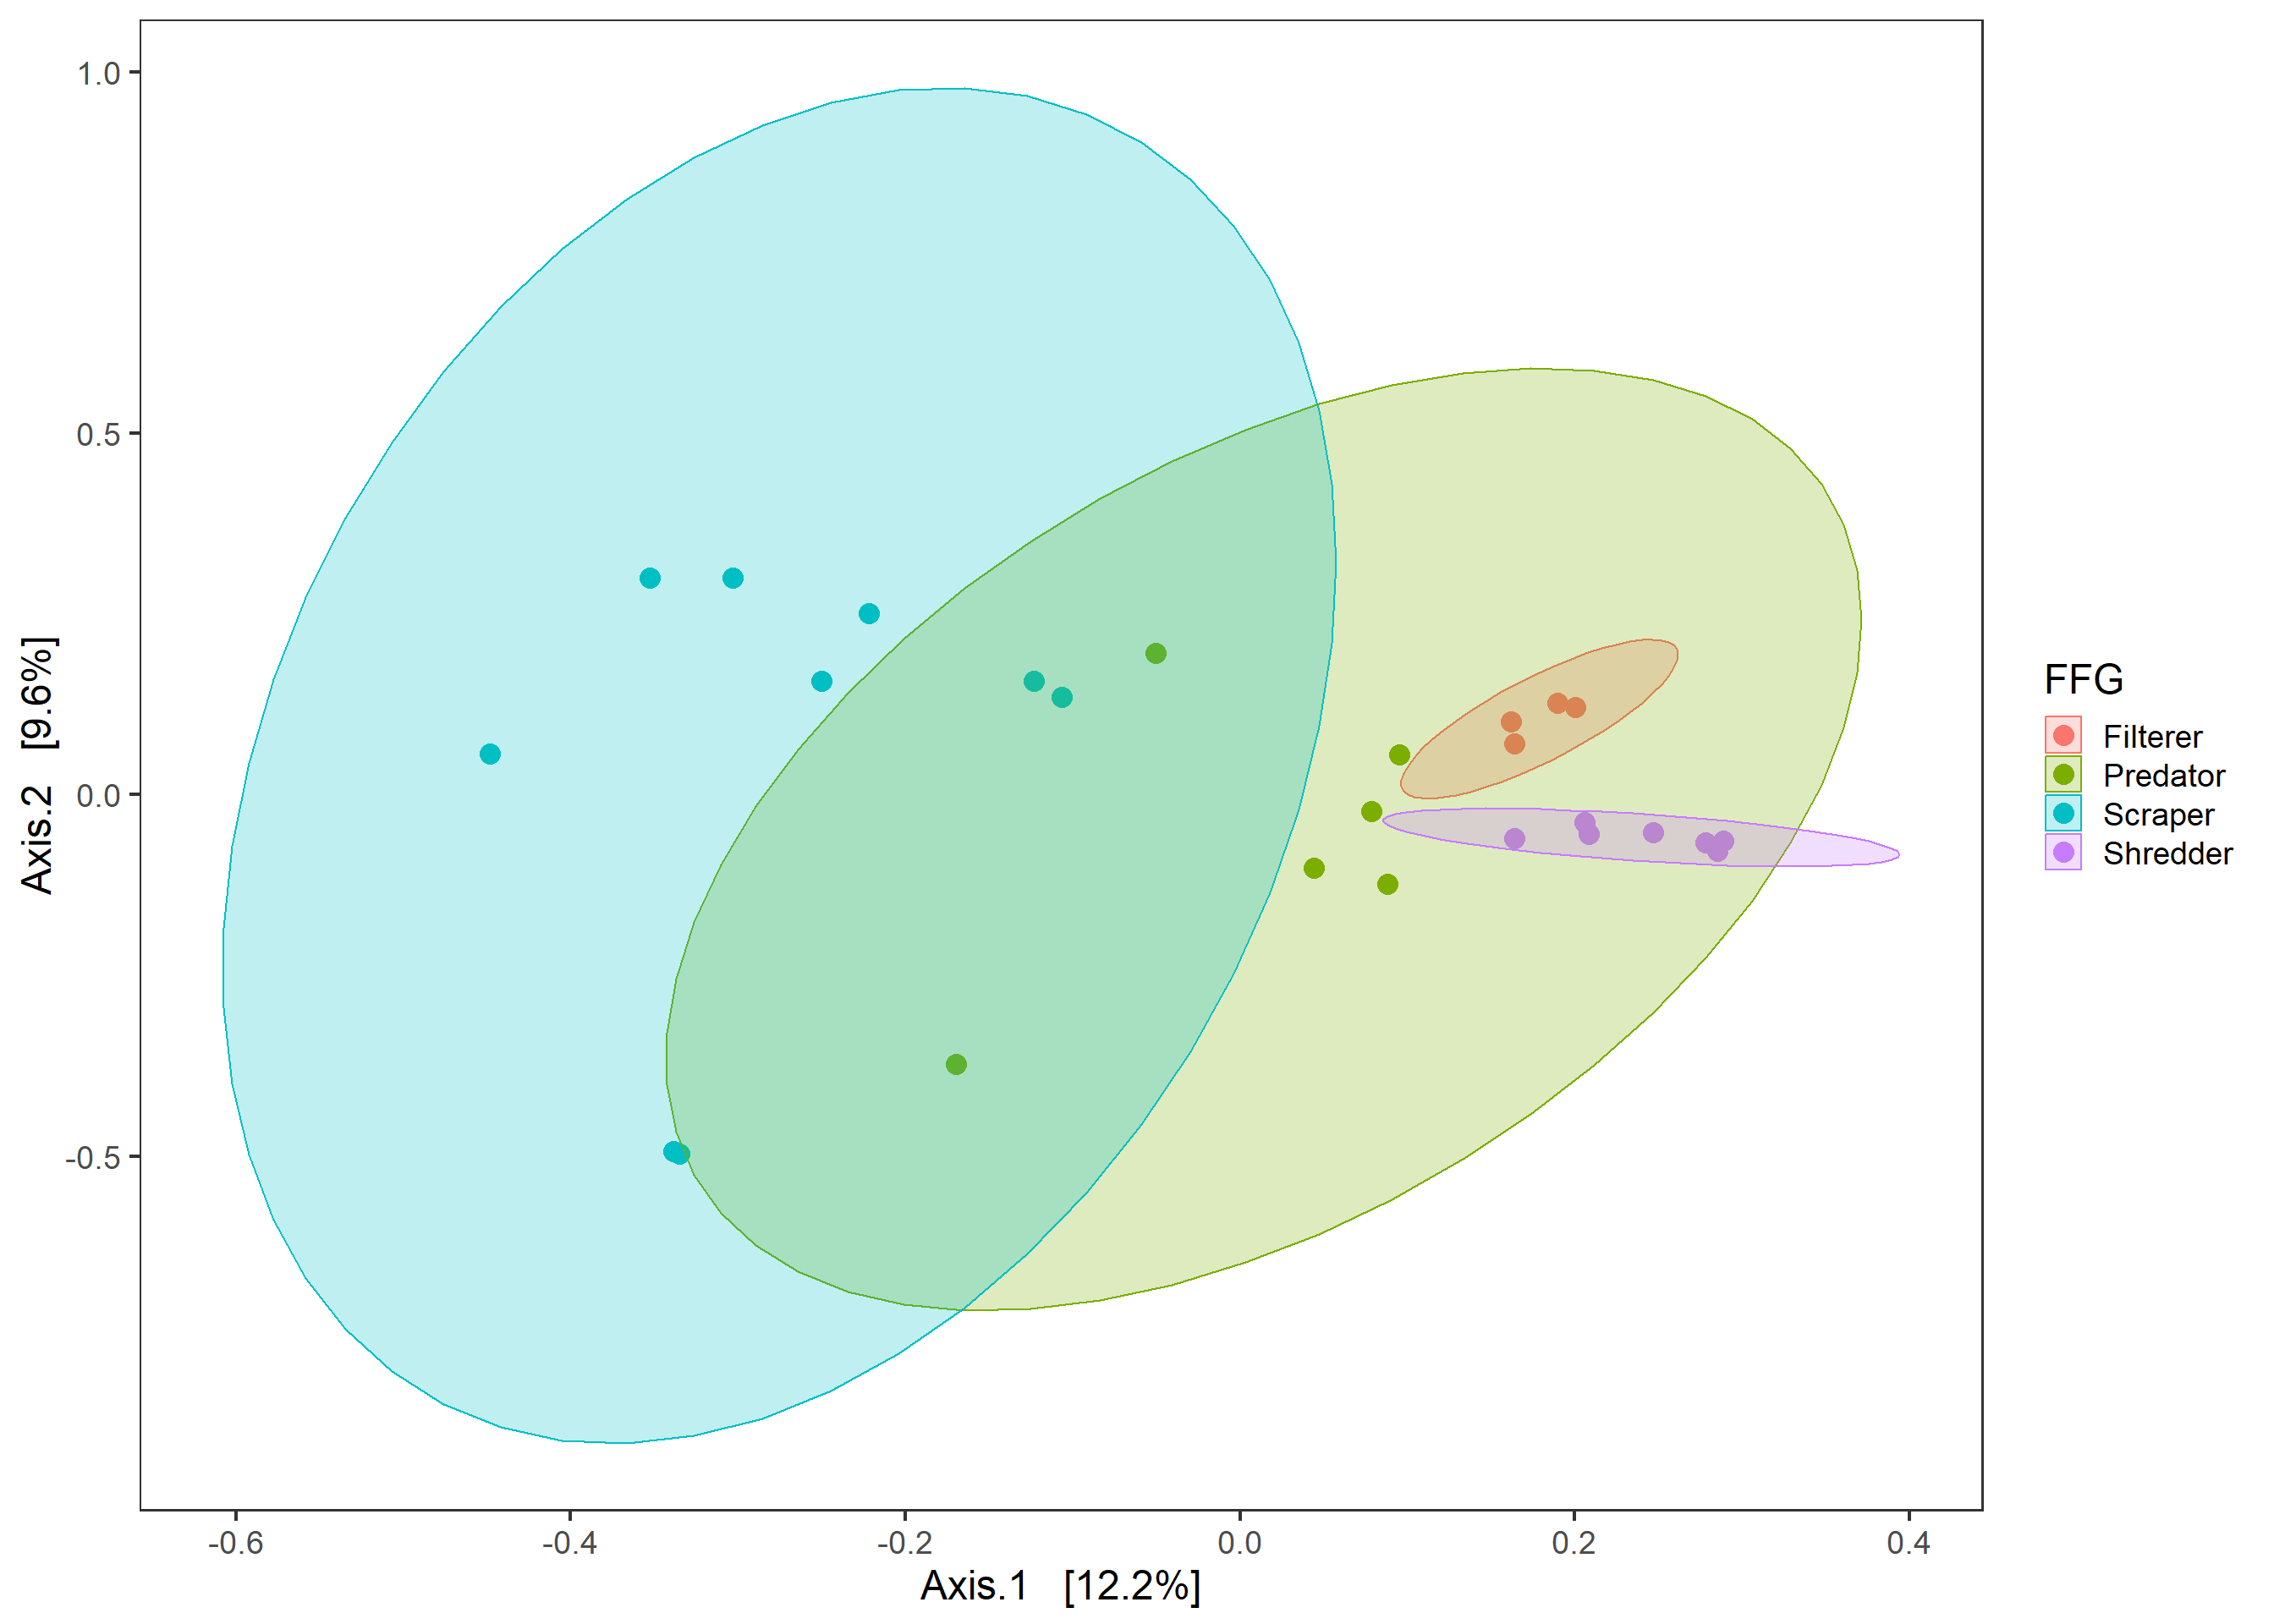 1.0
0.5
0.0
-0.5
Axis.2 [9.6%]
-0.6 -0.4 -0.2 0.0 0.2 0.4
Axis.1 [12.2%]
FFG
Filterer
Predator
Scraper
Shredder